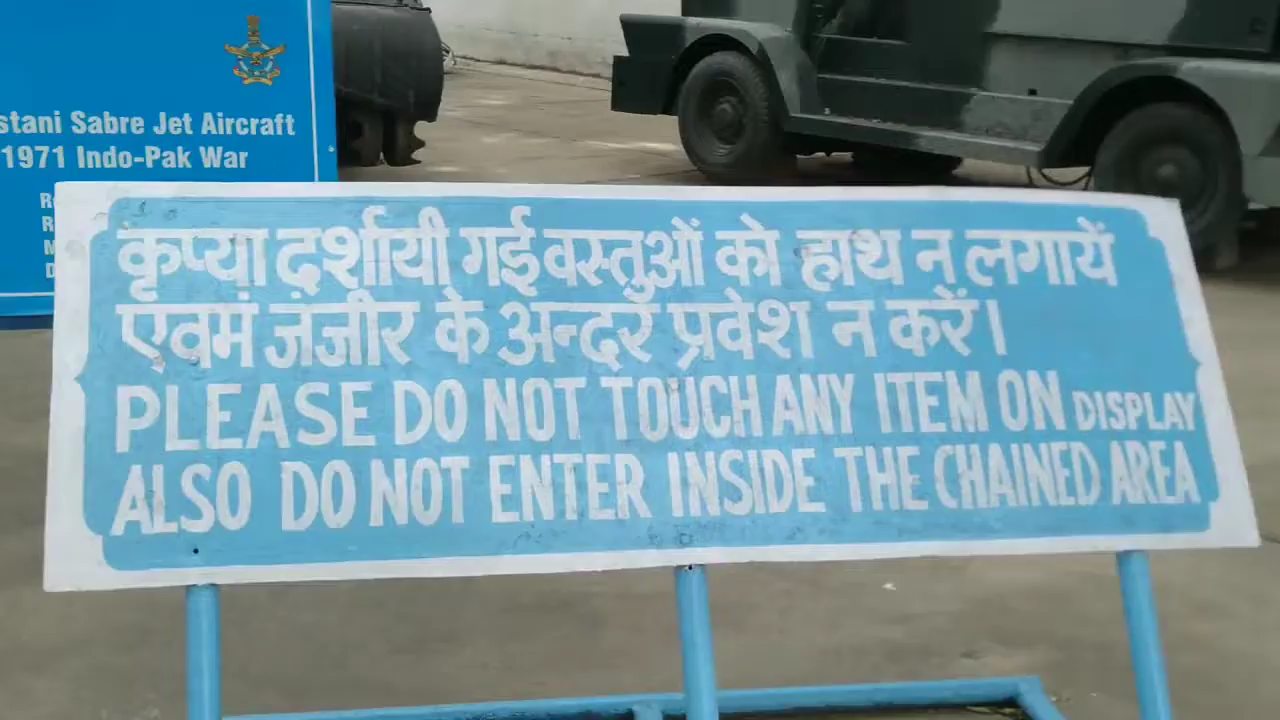 stani Sabre Jet Aircraft
1971 Indo-Pak War
कृप्या दर्शायी गई वस्तुओं को हाथ न लगायें
एवमं जंजीर के अन्दर प्रवेश न करें।
PLEASE DO NOT TOUCH ANY ITEM ON DISPLAY
ALSO DO NOT ENTER INSIDE THE CHAINED AREA